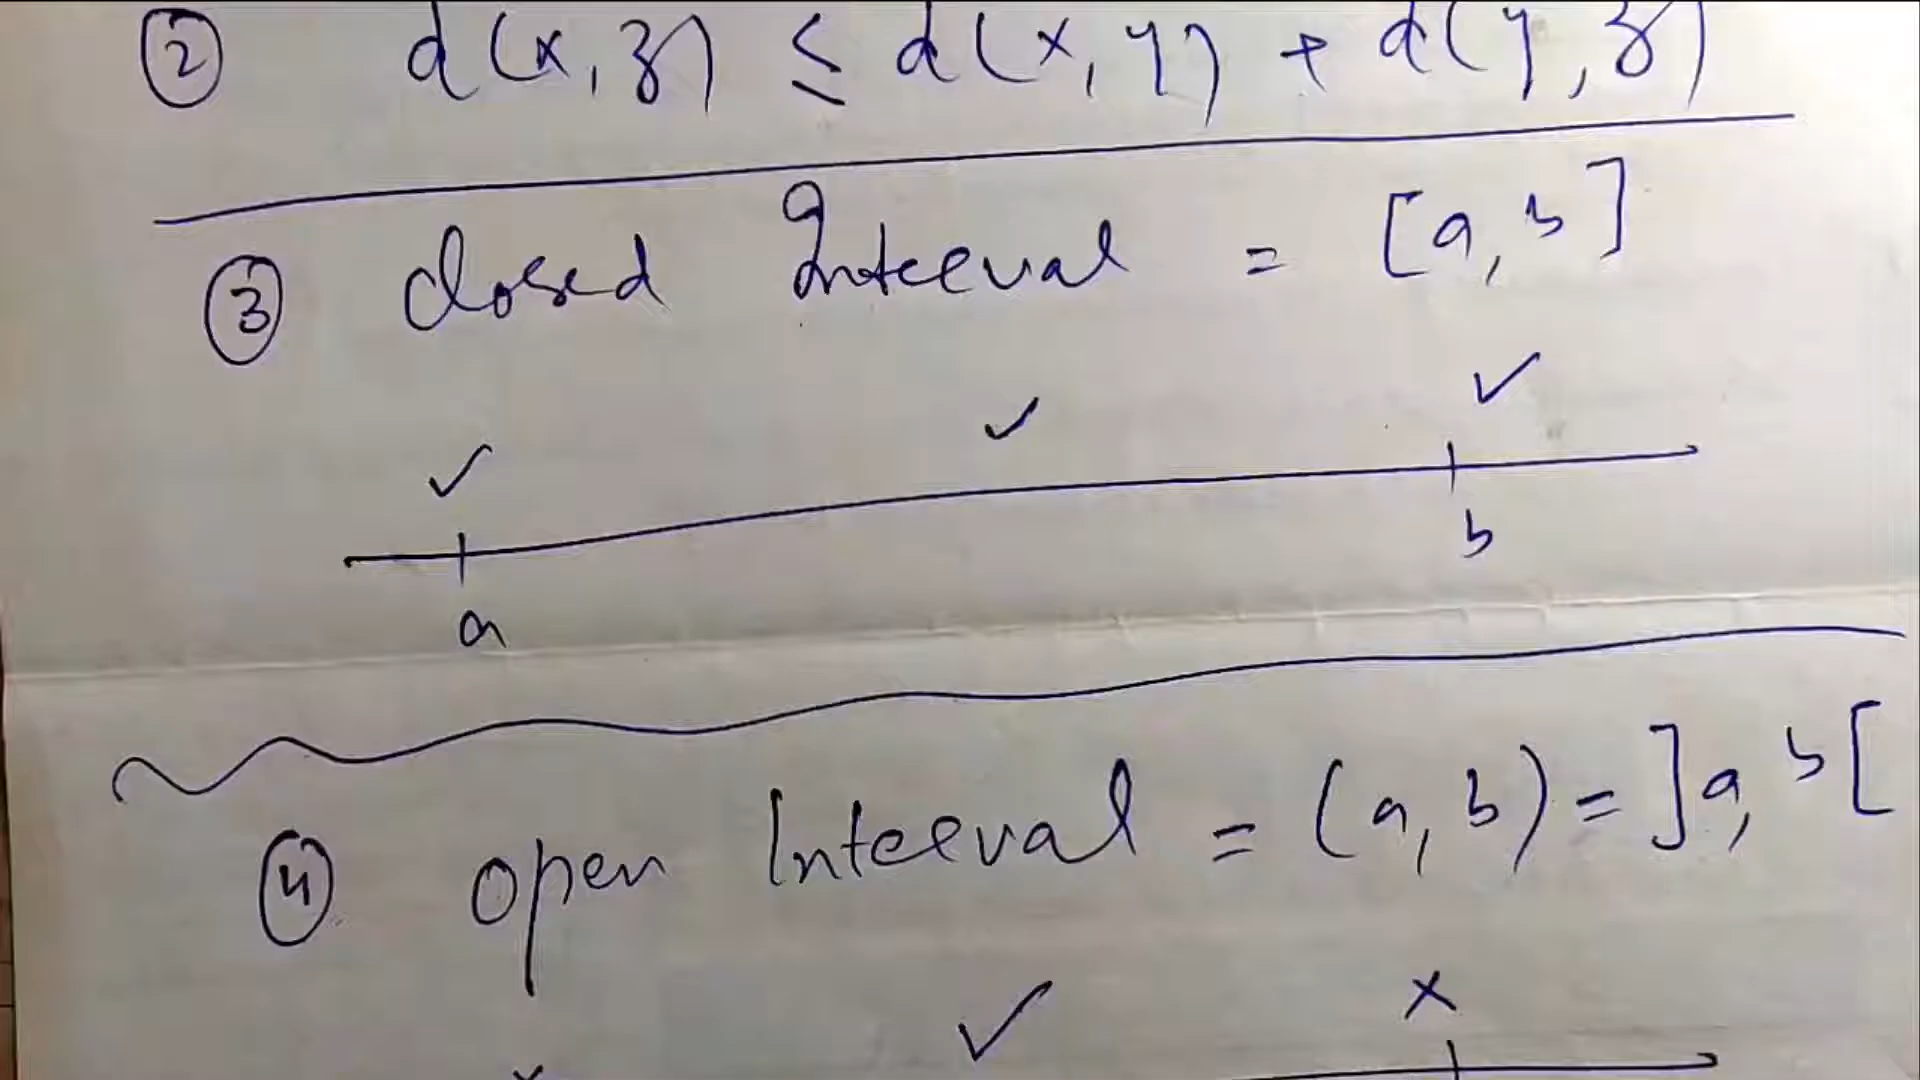 ② d(x,z) ≤ d(x,y) + d(y,z)
③ closed Interval = [a, b]
✓ ✓ ✓
a b
④ open Interval = (a, b) = ]a, b[
✓ ×